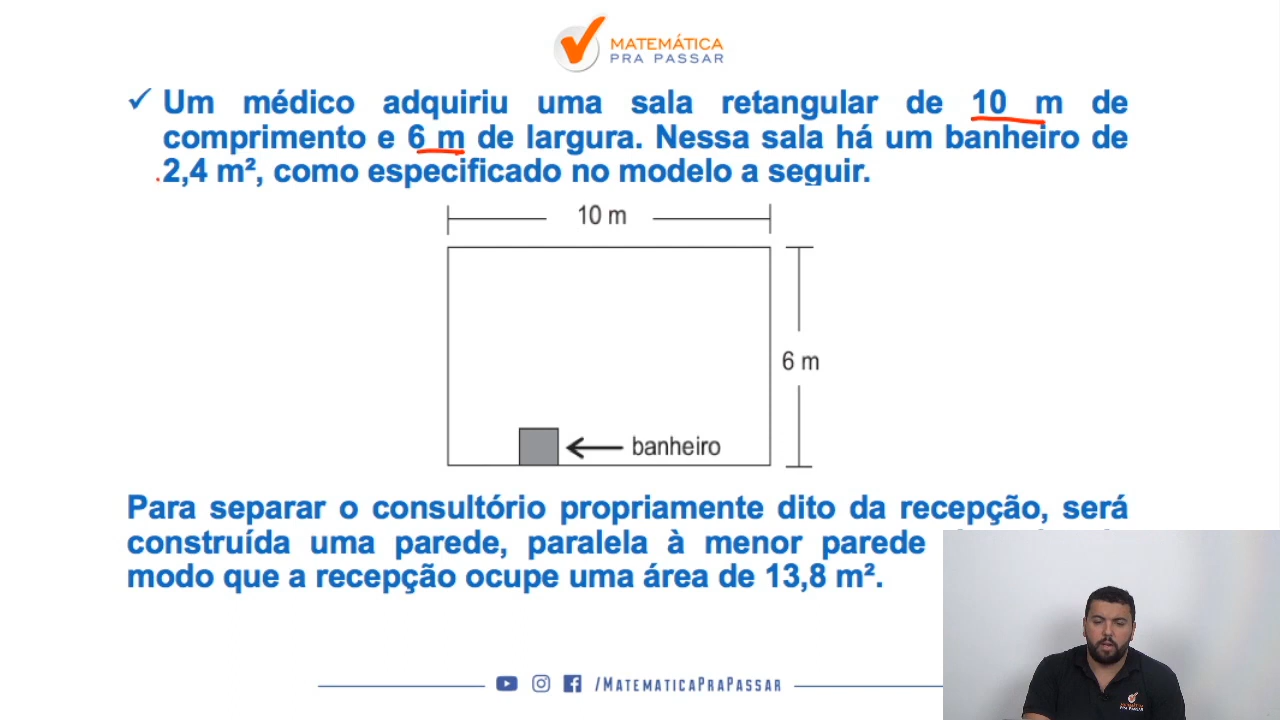 MATEMÁTICA
PRA PASSAR
✓ Um médico adquiriu uma sala retangular de 10 m de
comprimento e 6 m de largura. Nessa sala há um banheiro de
2,4 m², como especificado no modelo a seguir.
10 m
6 m
banheiro
Para separar o consultório propriamente dito da recepção, será
construída uma parede, paralela à menor parede
modo que a recepção ocupe uma área de 13,8 m².
/MATEMATICAPRAPASSAR